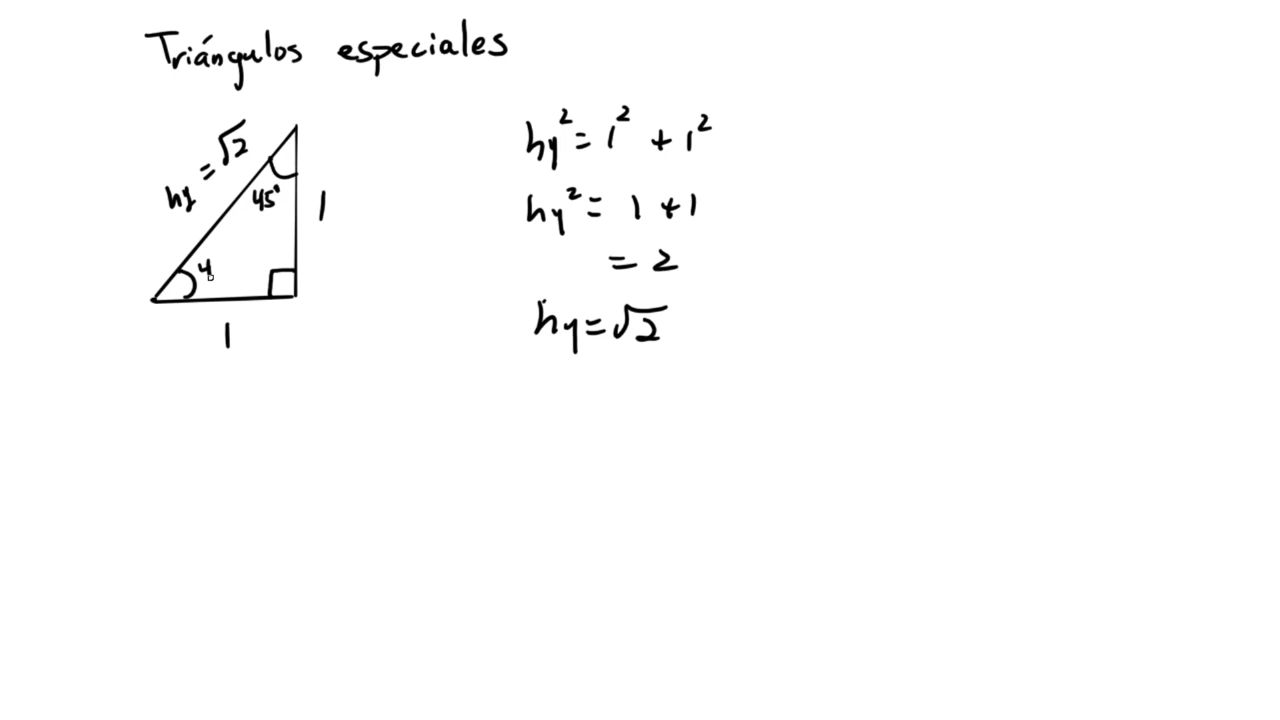 Triángulos especiales
hy = √2
45°
1
4
1
hy² = 1² + 1²
hy² = 1 + 1
= 2
hy = √2